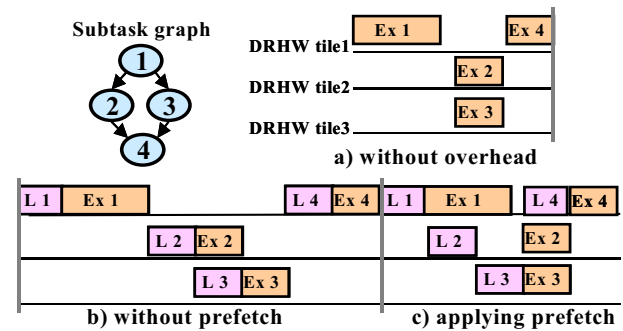 Subtask graph
1
2 3
4
Ex 1 Ex 4
DRHW tile1
Ex 2
DRHW tile2
Ex 3
DRHW tile3
a) without overhead
L 1 Ex 1 L 4 Ex 4 L 1 Ex 1 L 4 Ex 4
L 2 Ex 2 L 2 Ex 2
L 3 Ex 3 L 3 Ex 3
b) without prefetch c) applying prefetch